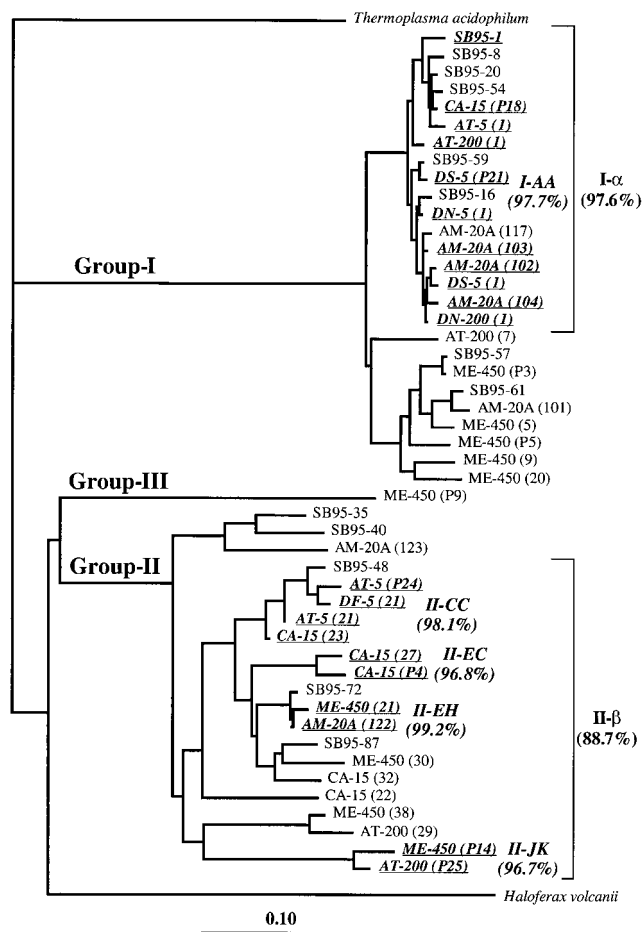 Thermoplasma acidophilum
SB95-1
SB95-8
SB95-20
SB95-54
CA-15 (P18)
AT-5 (1)
AT-200 (1)
SB95-59
DS-5 (P21)
I-AA
(97.7%)
I-α
(97.6%)
SB95-16
DN-5 (1)
AM-20A (117)
AM-20A (103)
AM-20A (102)
DS-5 (1)
AM-20A (104)
DN-200 (1)
Group-I
AT-200 (7)
SB95-57
ME-450 (P3)
SB95-61
AM-20A (101)
ME-450 (5)
ME-450 (P5)
ME-450 (9)
ME-450 (20)
Group-III
ME-450 (P9)
SB95-35
SB95-40
AM-20A (123)
Group-II
SB95-48
AT-5 (P24)
DF-5 (21)
AT-5 (21)
CA-15 (23)
II-CC
(98.1%)
CA-15 (27)
CA-15 (P4)
II-EC
(96.8%)
SB95-72
ME-450 (21)
AM-20A (122)
II-EH
(99.2%)
II-β
(88.7%)
SB95-87
ME-450 (30)
CA-15 (32)
CA-15 (22)
ME-450 (38)
AT-200 (29)
ME-450 (P14)
AT-200 (P25)
II-JK
(96.7%)
Haloferax volcanii
0.10